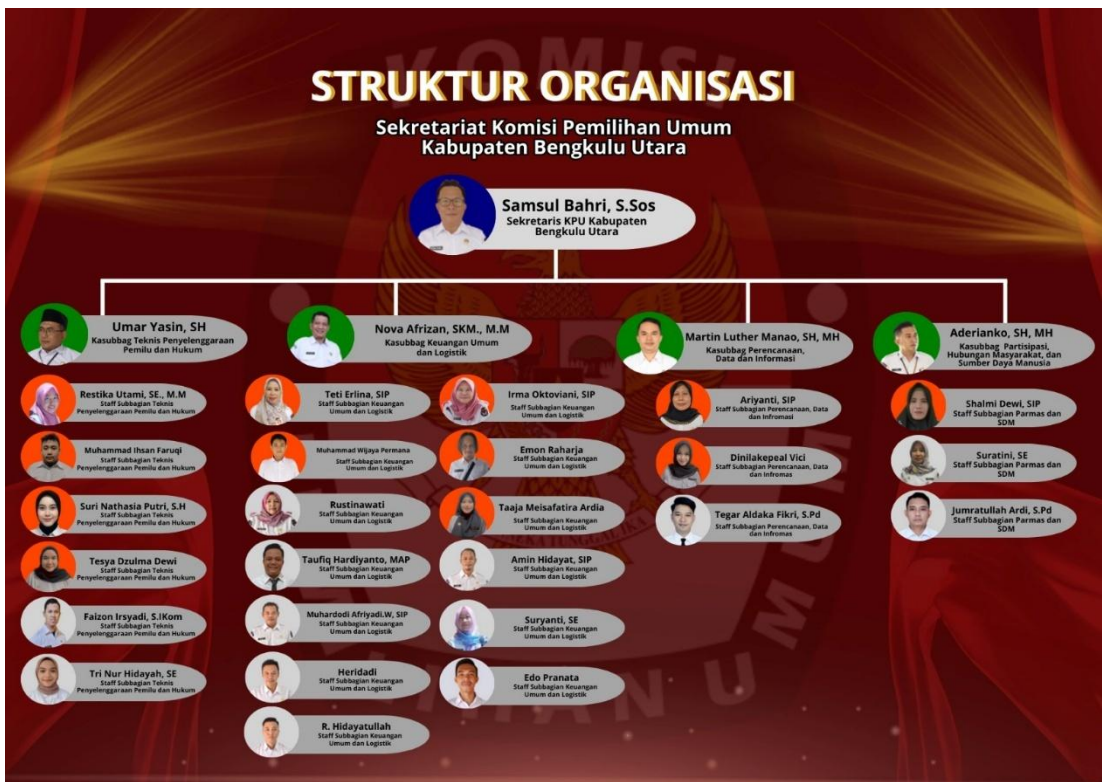 STRUKTUR ORGANISASI
Sekretariat Komisi Pemilihan Umum
Kabupaten Bengkulu Utara
Samsul Bahri, S.Sos
Sekretaris KPU Kabupaten
Bengkulu Utara
Umar Yasin, SH
Kasubbag Teknis Penyelenggaraan
Pemilu dan Hukum
Restika Utami, SE., M.M
Staff Subbagian Teknis
Penyelenggaraan Pemilu dan Hukum
Muhammad Ihsan Faruqi
Staff Subbagian Teknis
Penyelenggaraan Pemilu dan Hukum
Suri Nathasia Putri, S.H
Staff Subbagian Teknis
Penyelenggaraan Pemilu dan Hukum
Tesya Dzulma Dewi
Staff Subbagian Teknis
Penyelenggaraan Pemilu dan Hukum
Faizon Irsyadi, S.IKom
Staff Subbagian Teknis
Penyelenggaraan Pemilu dan Hukum
Tri Nur Hidayah, SE
Staff Subbagian Teknis
Penyelenggaraan Pemilu dan Hukum
Nova Afrizan, SKM., M.M
Kasubbag Keuangan Umum
dan Logistik
Teti Erlina, SIP
Staff Subbagian Keuangan
Umum dan Logistik
Muhammad Wijaya Permana
Staff Subbagian Keuangan
Umum dan Logistik
Rustinawati
Staff Subbagian Keuangan
Umum dan Logistik
Taufiq Hardiyanto, MAP
Staff Subbagian Keuangan
Umum dan Logistik
Muhardodi Afriyadi.W, SIP
Staff Subbagian Keuangan
Umum dan Logistik
Heridadi
Staff Subbagian Keuangan
Umum dan Logistik
R. Hidayatullah
Staff Subbagian Keuangan
Umum dan Logistik
Irma Oktoviani, SIP
Staff Subbagian Keuangan
Umum dan Logistik
Emon Raharja
Staff Subbagian Keuangan
Umum dan Logistik
Taaja Meisafatira Ardia
Staff Subbagian Keuangan
Umum dan Logistik
Amin Hidayat, SIP
Staff Subbagian Keuangan
Umum dan Logistik
Suryanti, SE
Staff Subbagian Keuangan
Umum dan Logistik
Edo Pranata
Staff Subbagian Keuangan
Umum dan Logistik
Martin Luther Manao, SH, MH
Kasubbag Perencanaan,
Data dan Informasi
Ariyanti, SIP
Staff Subbagian Perencanaan, Data
dan Infromasi
Dinilakepeal Vici
Staff Subbagian Perencanaan, Data
dan Infromas
Tegar Aldaka Fikri, S.Pd
Staff Subbagian Perencanaan, Data
dan Infromas
Aderianko, SH, MH
Kasubbag Partisipasi,
Hubungan Masyarakat, dan
Sumber Daya Manusia
Shalmi Dewi, SIP
Staff Subbagian Parmas dan
SDM
Suratini, SE
Staff Subbagian Parmas dan
SDM
Jumratullah Ardi, S.Pd
Staff Subbagian Parmas dan
SDM
KOMISI